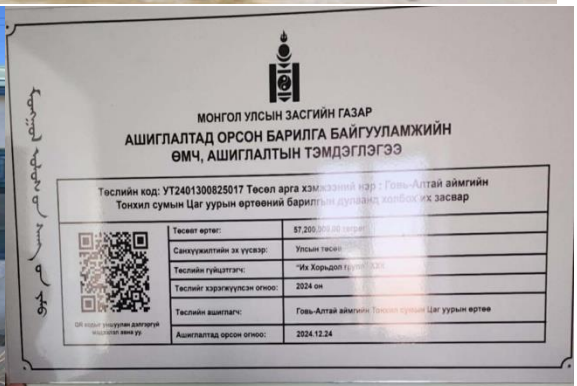 МОНГОЛ УЛСЫН ЗАСГИЙН ГАЗАР
АШИГЛАЛТАД ОРСОН БАРИЛГА БАЙГУУЛАМЖИЙН
ӨМЧ, АШИГЛАЛТЫН ТЭМДЭГЛЭГЭЭ
Төслийн код: УТ2401300825017 Төсөл арга хэмжээний нэр : Говь-Алтай аймгийн
Тонхил сумын Цаг уурын өртөөний барилгын дулаанд холбох их засвар
Төсөвт өртөг: 57,200,000.00 төгрөг
Санхүүжилтийн эх үүсвэр: Улсын төсөв
Төслийн гүйцэтгэгч: "Их Хорьдол групп" ХХК
Төслийг хэрэгжүүлсэн огноо: 2024 он
Төслийн ашиглагч: Говь-Алтай аймгийн Тонхил сумын Цаг уурын өртөө
Ашиглалтад орсон огноо: 2024.12.24
QR кодыг уншуулан дэлгэрэнгүй
мэдээлэл авна уу.